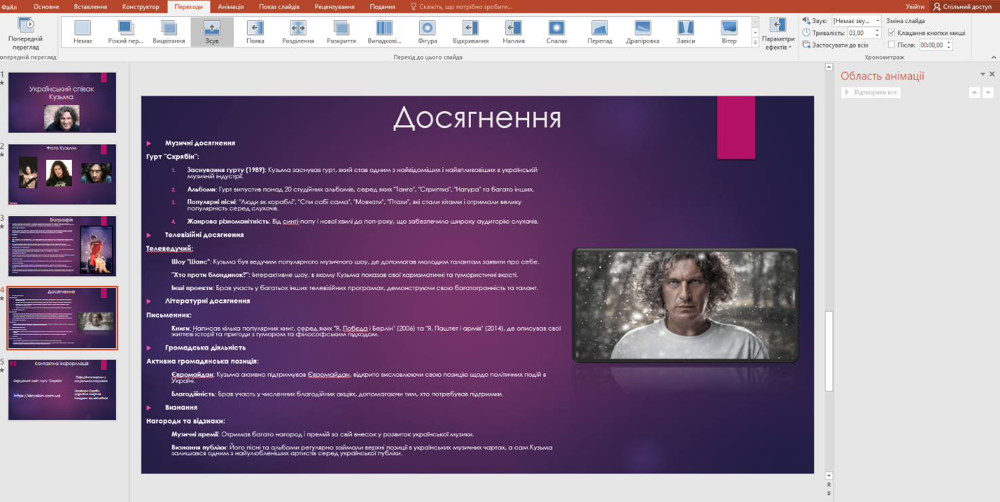 Файл Основне Вставлення Конструктор Переходи Анімація Показ слайдів Рецензування Подання Скажіть, що потрібно зробити... Увійти Спільний доступ
Попередній перегляд
Немає Різкий пер... Вицвітання Зсув Поява Розділення Розкриття Випадкові... Фігура Відкривання Наплив Спалах Перепад Драпіровка Завіси Вітер
Параметри ефектів
Звук: [Немає зву... Зміна слайда
Тривалість: 03,00 Клацання кнопки миші
Застосувати до всіх Після: 00:00,00
опередній перегляд Перехід до цього слайда Хронометраж
1
Український співак
Кузьма
2
Фото Кузьми
3
Біографія
4
Досягнення
5
Контактна інформація
Офіційний сайт гурту "Скрябін"
https://skryabin.com.ua
Офіційні сторінки у
соціальних мережах
Досягнення
Музичні досягнення
Гурт "Скрябін":
1. Заснування гурту (1989): Кузьма заснував гурт, який став одним з найвідоміших і найвпливовіших в українській
музичній індустрії.
2. Альбоми: Гурт випустив понад 20 студійних альбомів, серед яких "Танго", "Стриптиз", "Натура" та багато інших.
3. Популярні пісні: "Люди як кораблі", "Спи собі сама", "Мовчати", "Птахи", які стали хітами і отримали велику
популярність серед слухачів.
4. Жанрова різноманітність: Від синті-попу і нової хвилі до поп-року, що забезпечило широку аудиторію слухачів.
Телевізійні досягнення
Телеведучий:
Шоу "Шанс": Кузьма був ведучим популярного музичного шоу, де допомагав молодим талантам заявити про себе.
"Хто проти блондинок?": Інтерактивне шоу, в якому Кузьма показав свої харизматичні та гумористичні якості.
Інші проекти: Брав участь у багатьох інших телевізійних програмах, демонструючи свою багатогранність та талант.
Літературні досягнення
Письменник:
Книги: Написав кілька популярних книг, серед яких "Я, Побєда і Берлін" (2006) та "Я, Паштет і армія" (2014), де описував свої
життєві історії та пригоди з гумором та філософським підходом.
Громадська діяльність
Активна громадянська позиція:
Євромайдан: Кузьма активно підтримував Євромайдан, відкрито висловлюючи свою позицію щодо політичних подій в
Україні.
Благодійність: Брав участь у численних благодійних акціях, допомагаючи тим, хто потребував підтримки.
Визнання
Нагороди та відзнаки:
Музичні премії: Отримав багато нагород і премій за свій внесок у розвиток української музики.
Визнання публіки: Його пісні та альбоми регулярно займали верхні позиції в українських музичних чартах, а сам Кузьма
залишався одним з найулюбленіших артистів серед української публіки.
Область анімації
Відтворити все